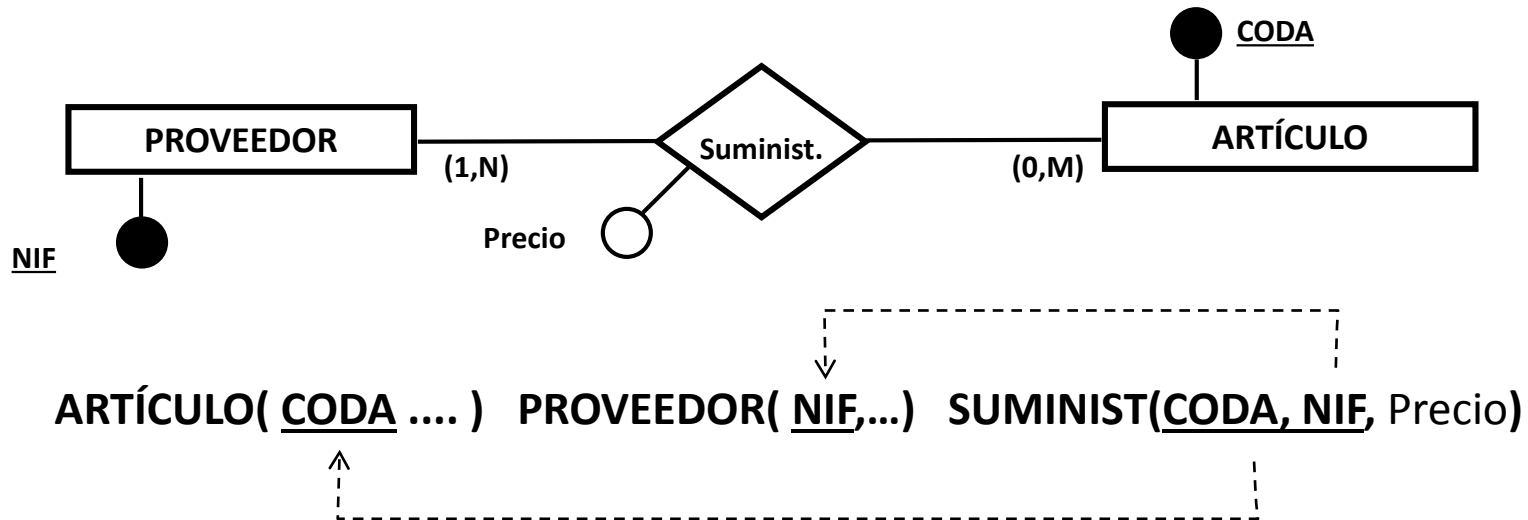 CODA
PROVEEDOR
Suminist.
ARTÍCULO
(1,N)
(0,M)
Precio
NIF
ARTÍCULO( CODA .... ) PROVEEDOR( NIF,...) SUMINIST(CODA, NIF, Precio)